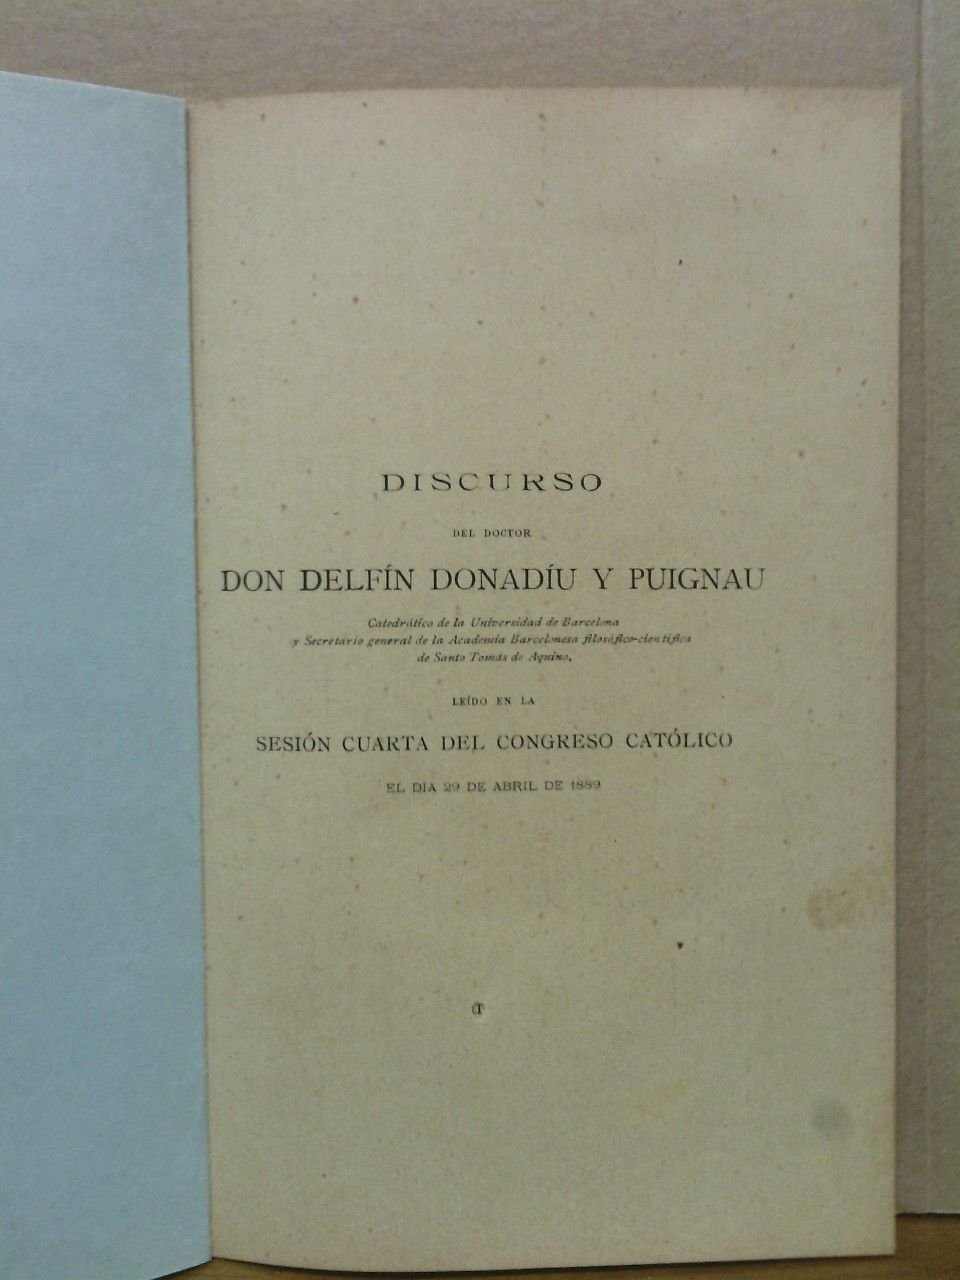 DISCURSO
DEL DOCTOR
DON DELFÍN DONADÍU Y PUIGNAU
Catedrático de la Universidad de Barcelona
y Secretario general de la Academia Barcelonesa filosófico-científica
de Santo Tomás de Aquino,
LEÍDO EN LA
SESIÓN CUARTA DEL CONGRESO CATÓLICO
EL DÍA 29 DE ABRIL DE 1889